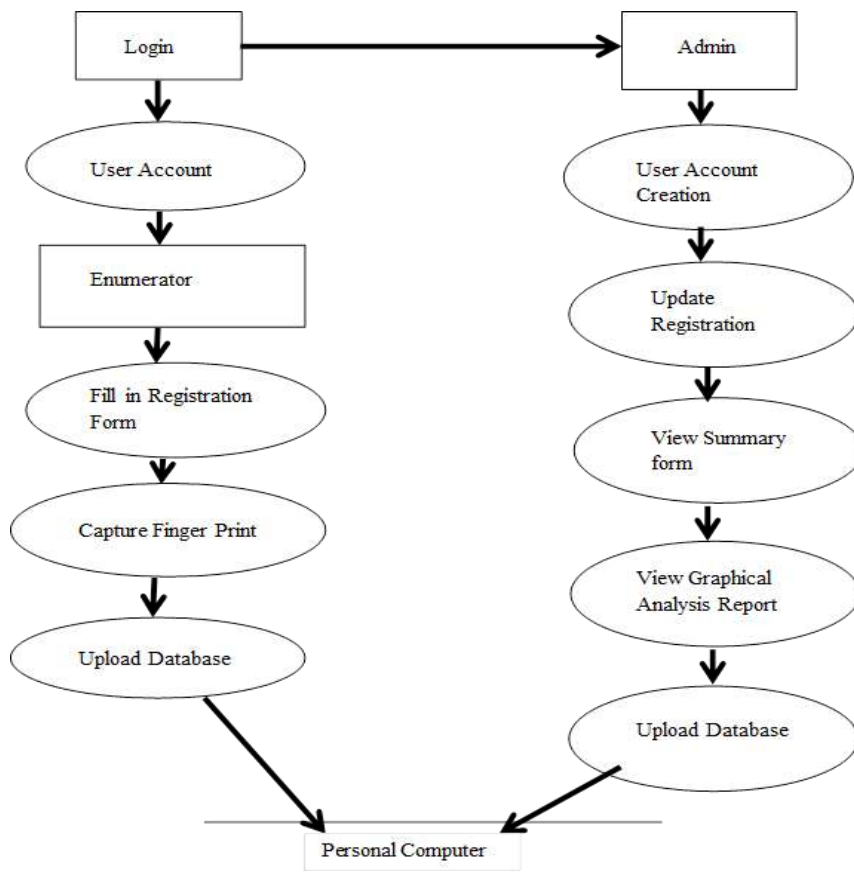 Login
Admin
User Account
User Account
Creation
Enumerator
Update
Registration
Fill in Registration
Form
View Summary
form
Capture Finger Print
View Graphical
Analysis Report
Upload Database
Upload Database
Personal Computer